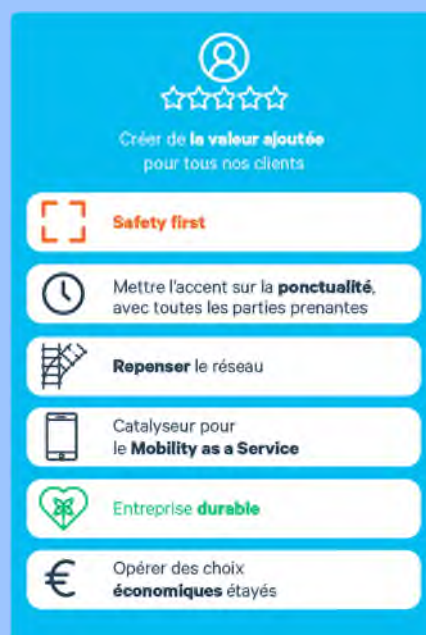 Créer de la valeur ajoutée
pour tous nos clients
Safety first
Mettre l'accent sur la ponctualité,
avec toutes les parties prenantes
Repenser le réseau
Catalyseur pour
le Mobility as a Service
Entreprise durable
Opérer des choix
économiques étayés